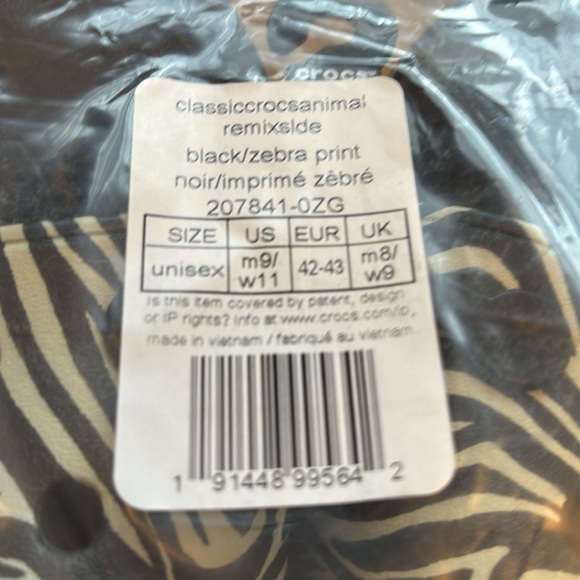 crocs
classiccrocsanimal
remixslde
black/zebra print
noir/imprimé zèbré
207841-0ZG
SIZE US EUR UK
unisex m9/ w11 42-43 m8/ w9
Is this item covered by patent, design
or IP rights? Info at www.crocs.com/ip.
made in vietnam / fabriqué au vietnam
1 91448 99564 2